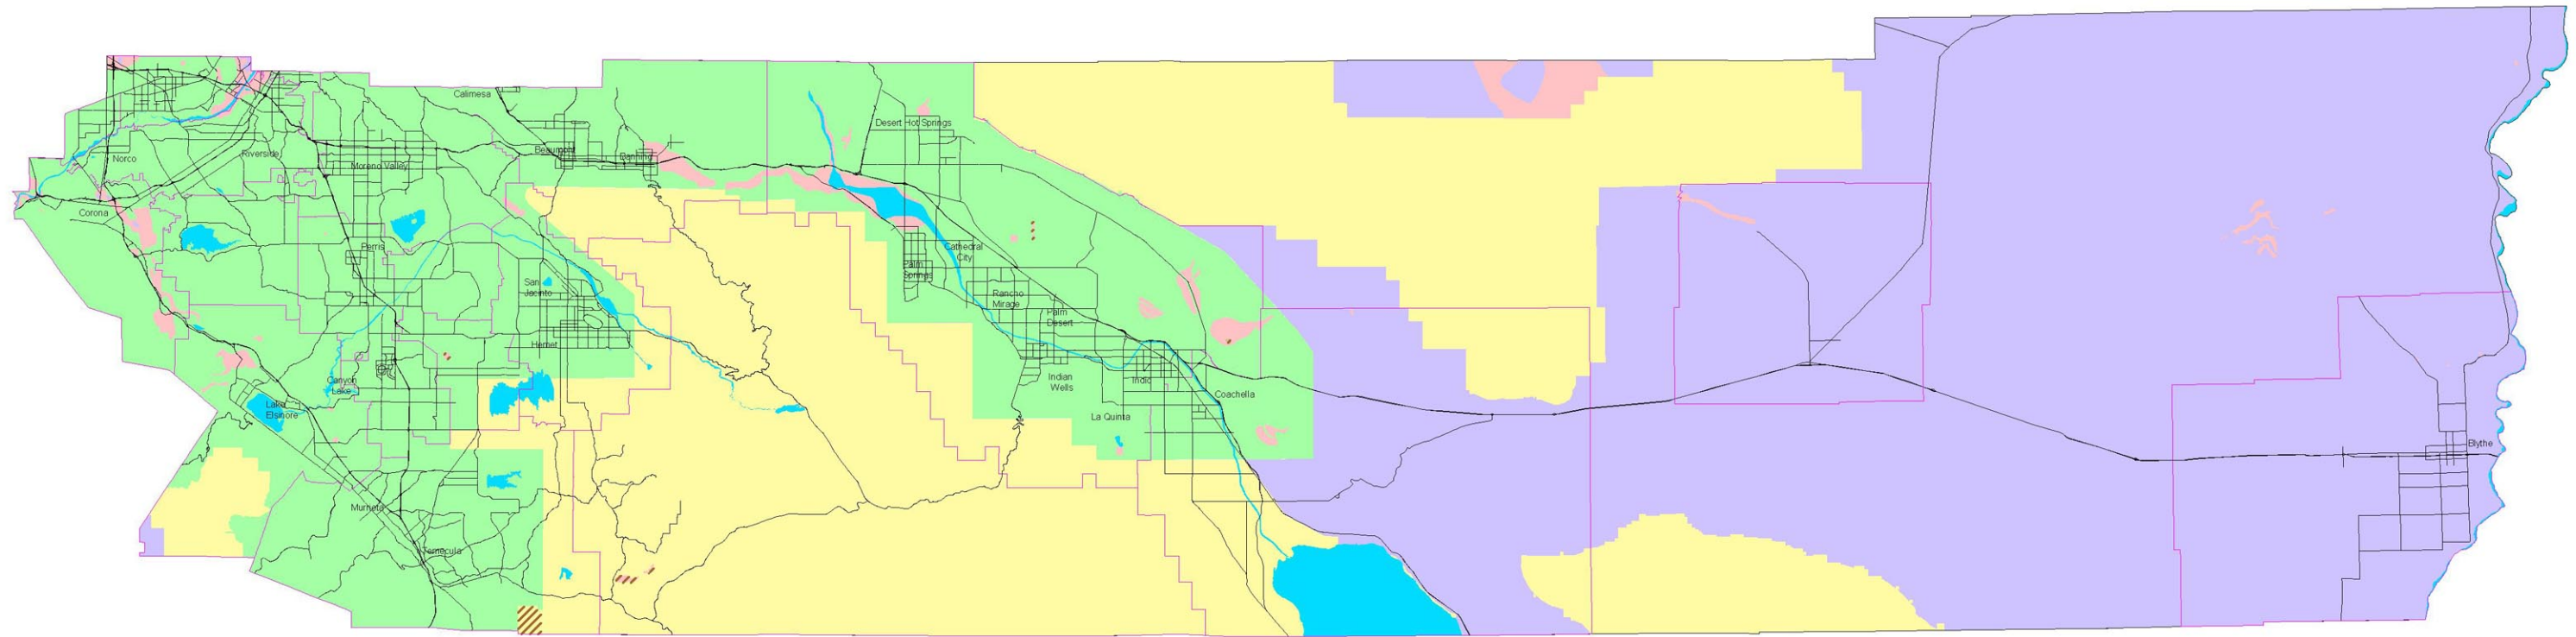 Calimesa
Desert Hot Springs
Norco
Riverside
Beaumont
Banning
Moreno Valley
Corona
Perris
Cathedral
City
Palm
Springs
San
Jacinto
Rancho
Mirage
Palm
Desert
Hemet
Canyon
Lake
Indian
Wells
Indio
Coachella
Lake
Elsinore
La Quinta
Blythe
Murrieta
Temecula